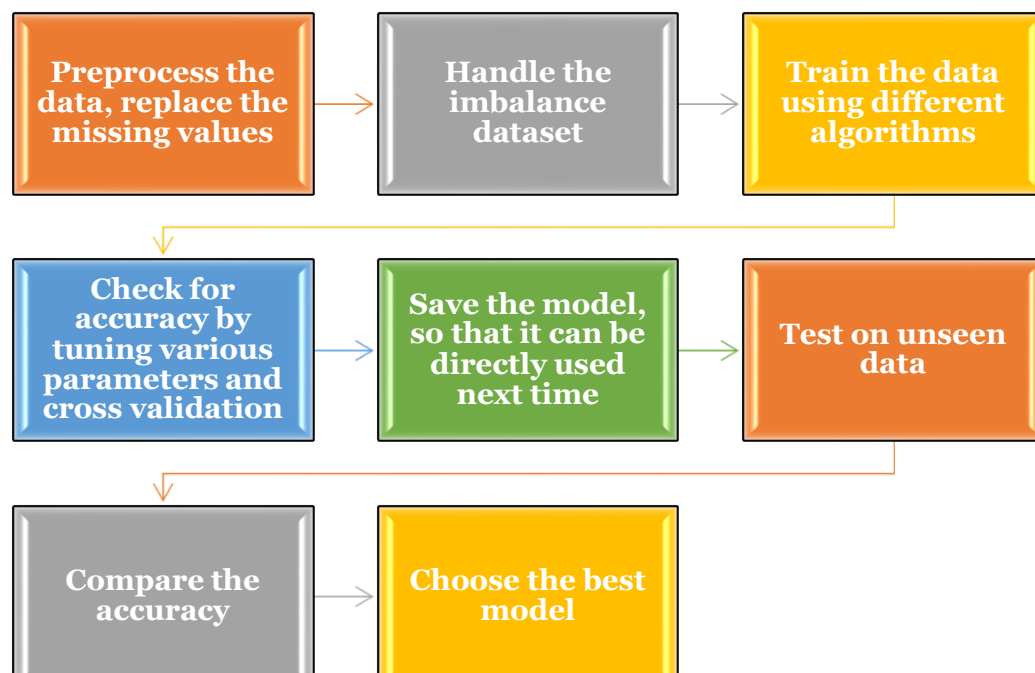 Preprocess the
data, replace the
missing values
Handle the
imbalance
dataset
Train the data
using different
algorithms
Check for
accuracy by
tuning various
parameters and
cross validation
Save the model,
so that it can be
directly used
next time
Test on unseen
data
Compare the
accuracy
Choose the best
model